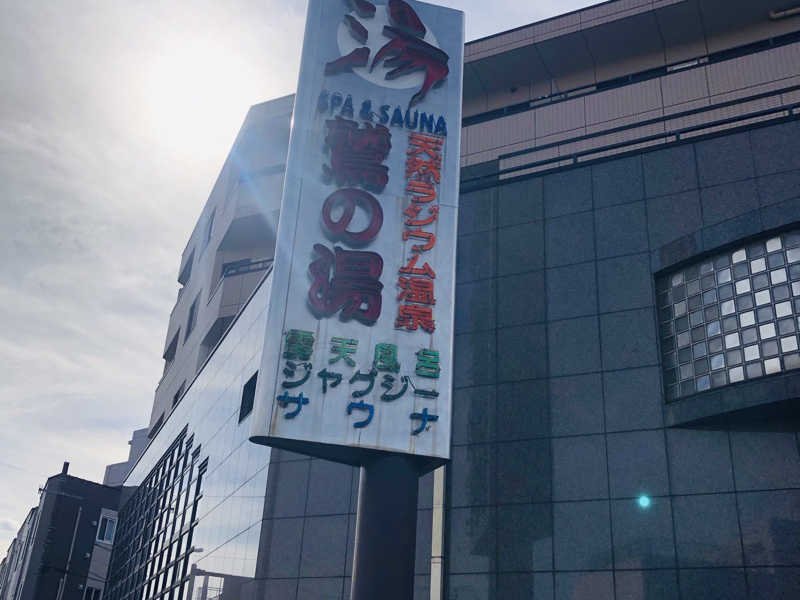 湯
SPA & SAUNA
鷲の湯
天然ラジウム温泉
露天風呂
ジャグジー
サウナ